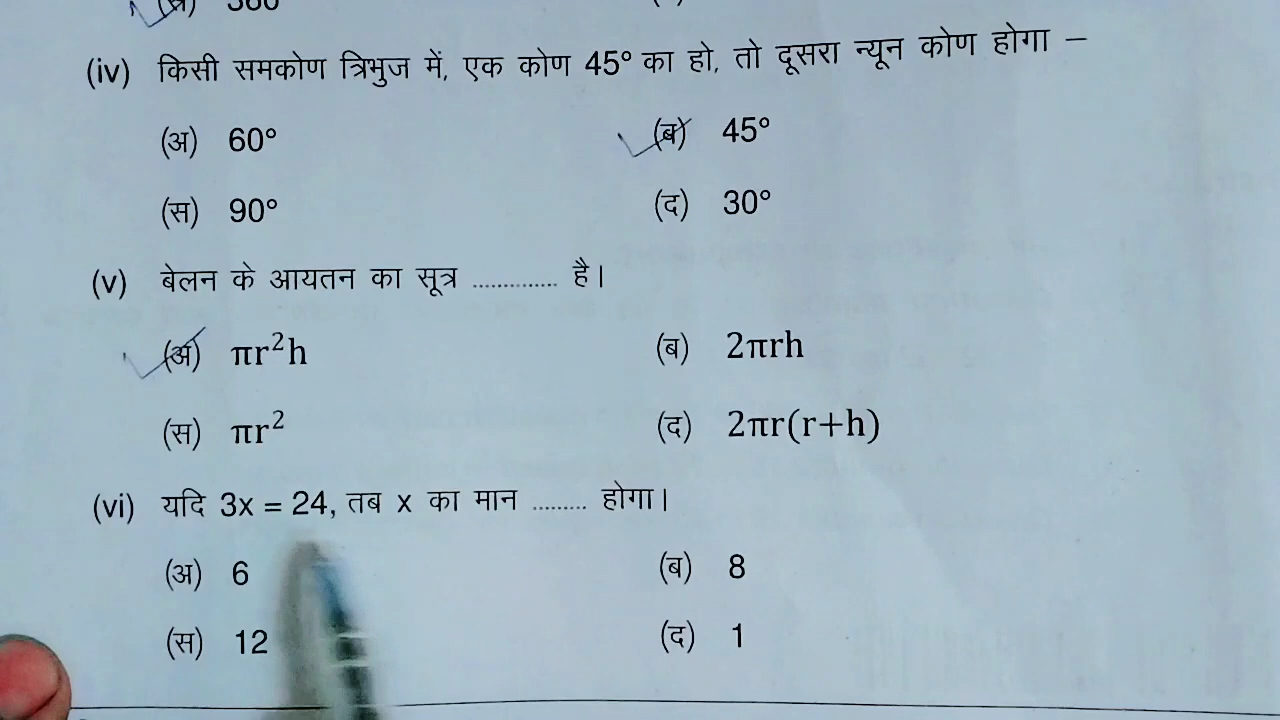 360
(iv) किसी समकोण त्रिभुज में, एक कोण 45° का हो, तो दूसरा न्यून कोण होगा –
(अ) 60° (ब) 45°
(स) 90° (द) 30°
(v) बेलन के आयतन का सूत्र .............. है।
(अ) πr²h (ब) 2πrh
(स) πr² (द) 2πr(r+h)
(vi) यदि 3x = 24, तब x का मान ......... होगा।
(अ) 6 (ब) 8
(स) 12 (द) 1